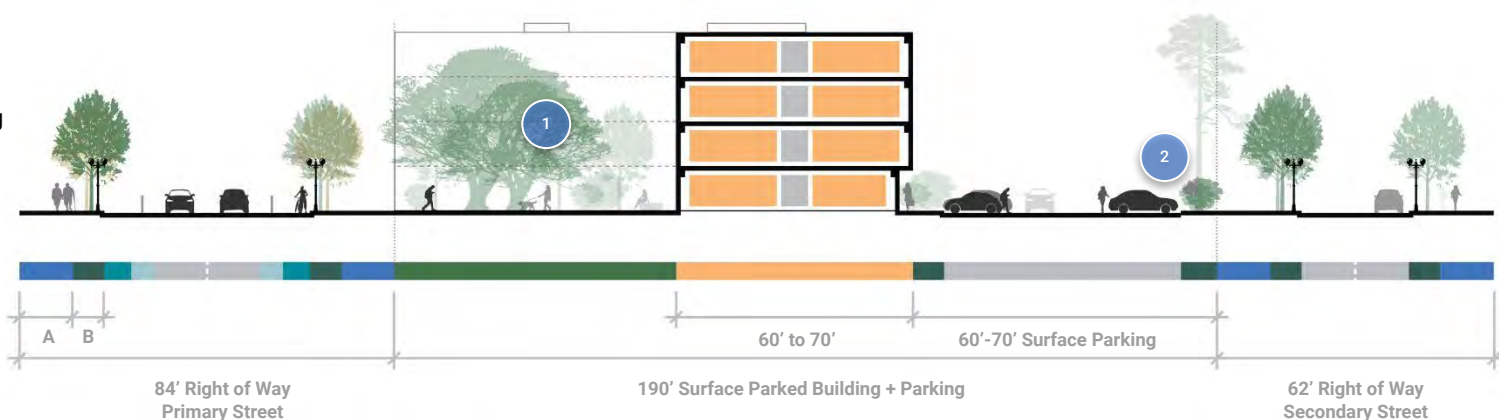 1
2
A
B
60’ to 70’
60’-70’ Surface Parking
84’ Right of Way
Primary Street
190’ Surface Parked Building + Parking
62’ Right of Way
Secondary Street